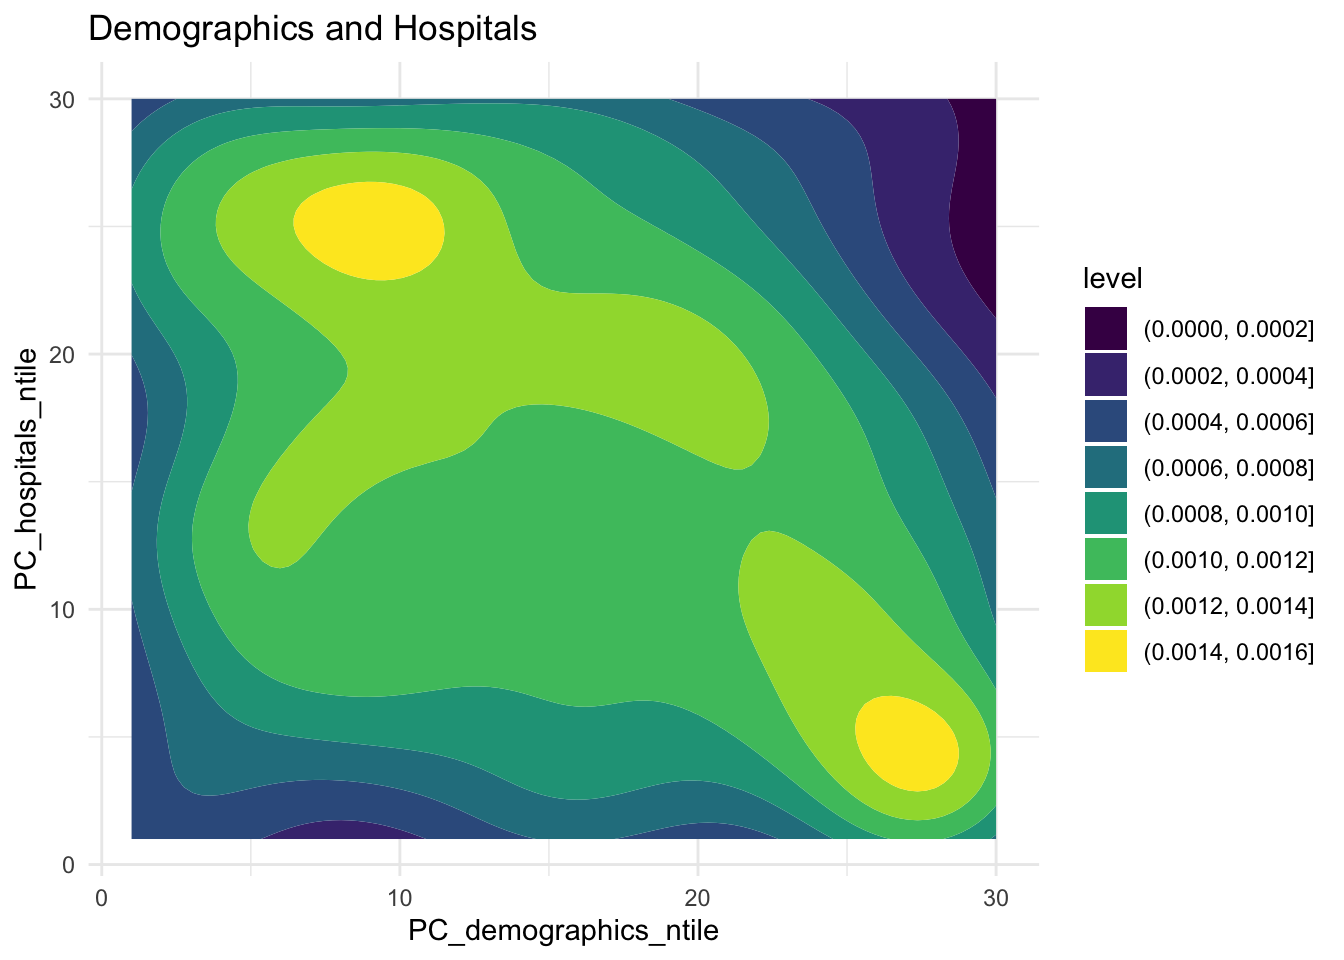 Demographics and Hospitals
30
20
10
0
PC_hospitals_ntile
0 10 20 30
PC_demographics_ntile
level
(0.0000, 0.0002]
(0.0002, 0.0004]
(0.0004, 0.0006]
(0.0006, 0.0008]
(0.0008, 0.0010]
(0.0010, 0.0012]
(0.0012, 0.0014]
(0.0014, 0.0016]